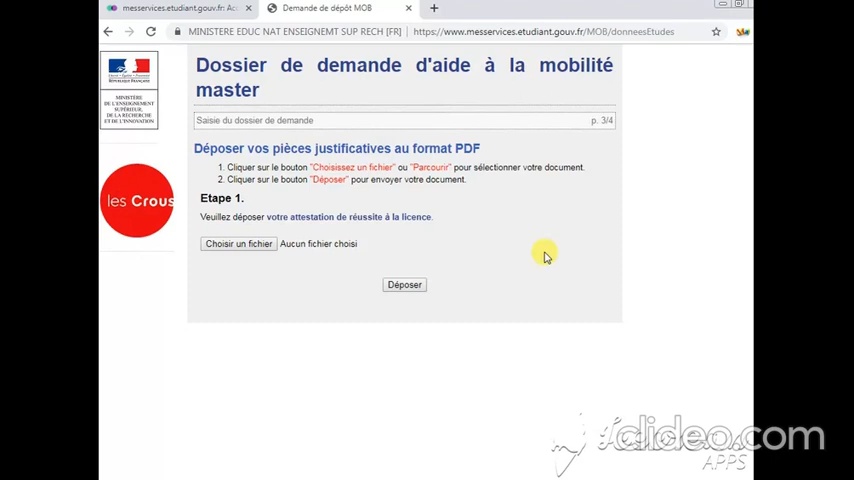 messervices.etudiant.gouv.fr: Acc
Demande de dépôt MOB
MINISTERE EDUC NAT ENSEIGNEMT SUP RECH [FR]
https://www.messervices.etudiant.gouv.fr/MOB/donneesEtudes
MINISTÈRE
DE L'ENSEIGNEMENT
SUPÉRIEUR,
DE LA RECHERCHE
ET DE L'INNOVATION
les Crous
Dossier de demande d'aide à la mobilité
master
Saisie du dossier de demande p. 3/4
Déposer vos pièces justificatives au format PDF
1. Cliquer sur le bouton "Choisissez un fichier" ou "Parcourir" pour sélectionner votre document.
2. Cliquer sur le bouton "Déposer" pour envoyer votre document.
Etape 1.
Veuillez déposer votre attestation de réussite à la licence.
Choisir un fichier Aucun fichier choisi
Déposer
clideo.com
APPS